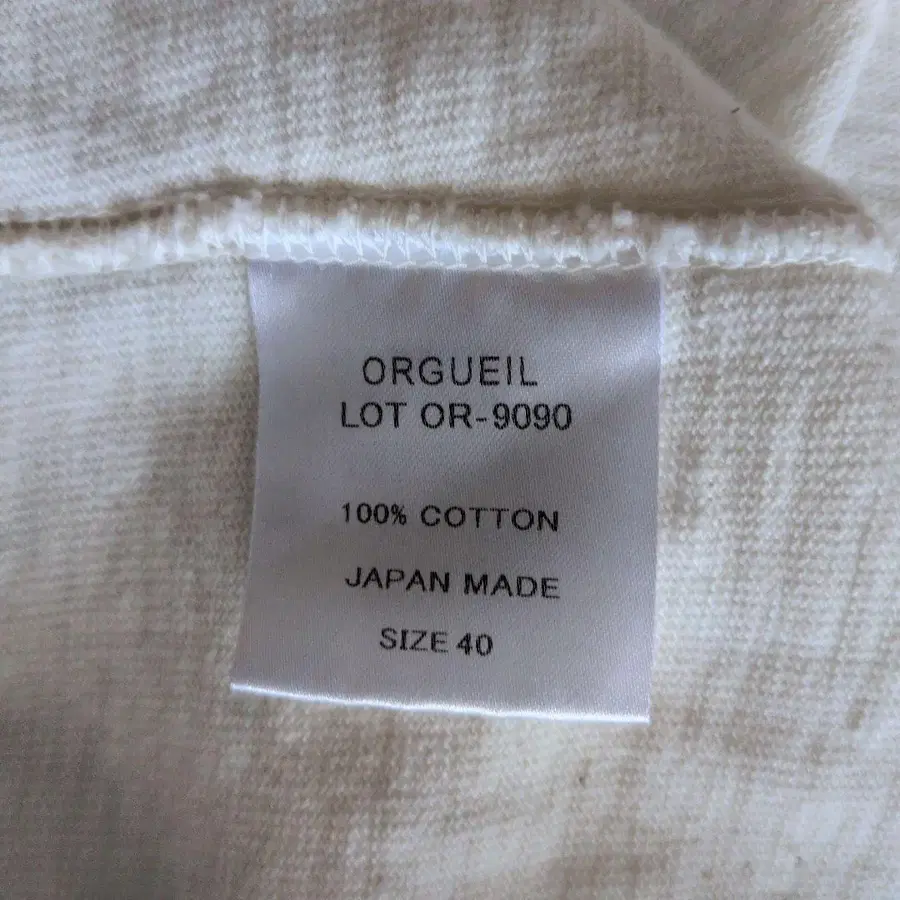 ORGUEIL
LOT OR-9090
100% COTTON
JAPAN MADE
SIZE 40